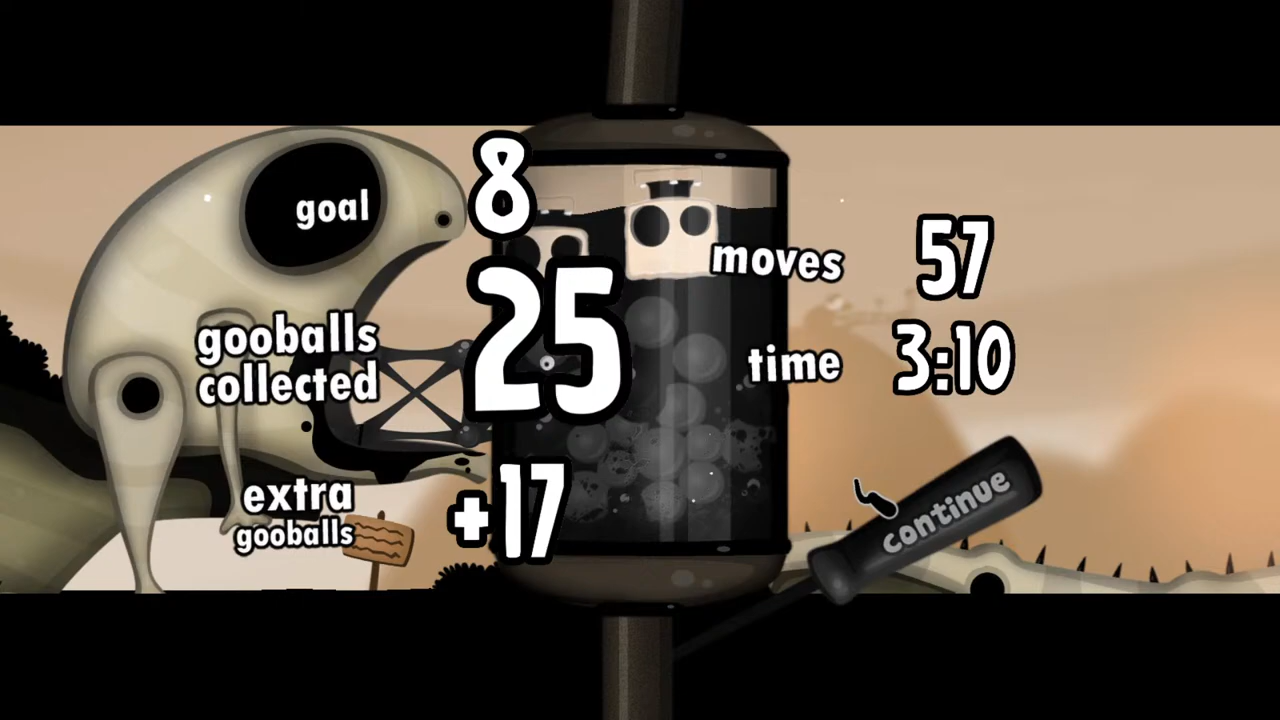 goal 8
gooballs
collected 25
extra
gooballs +17
moves 57
time 3:10
continue